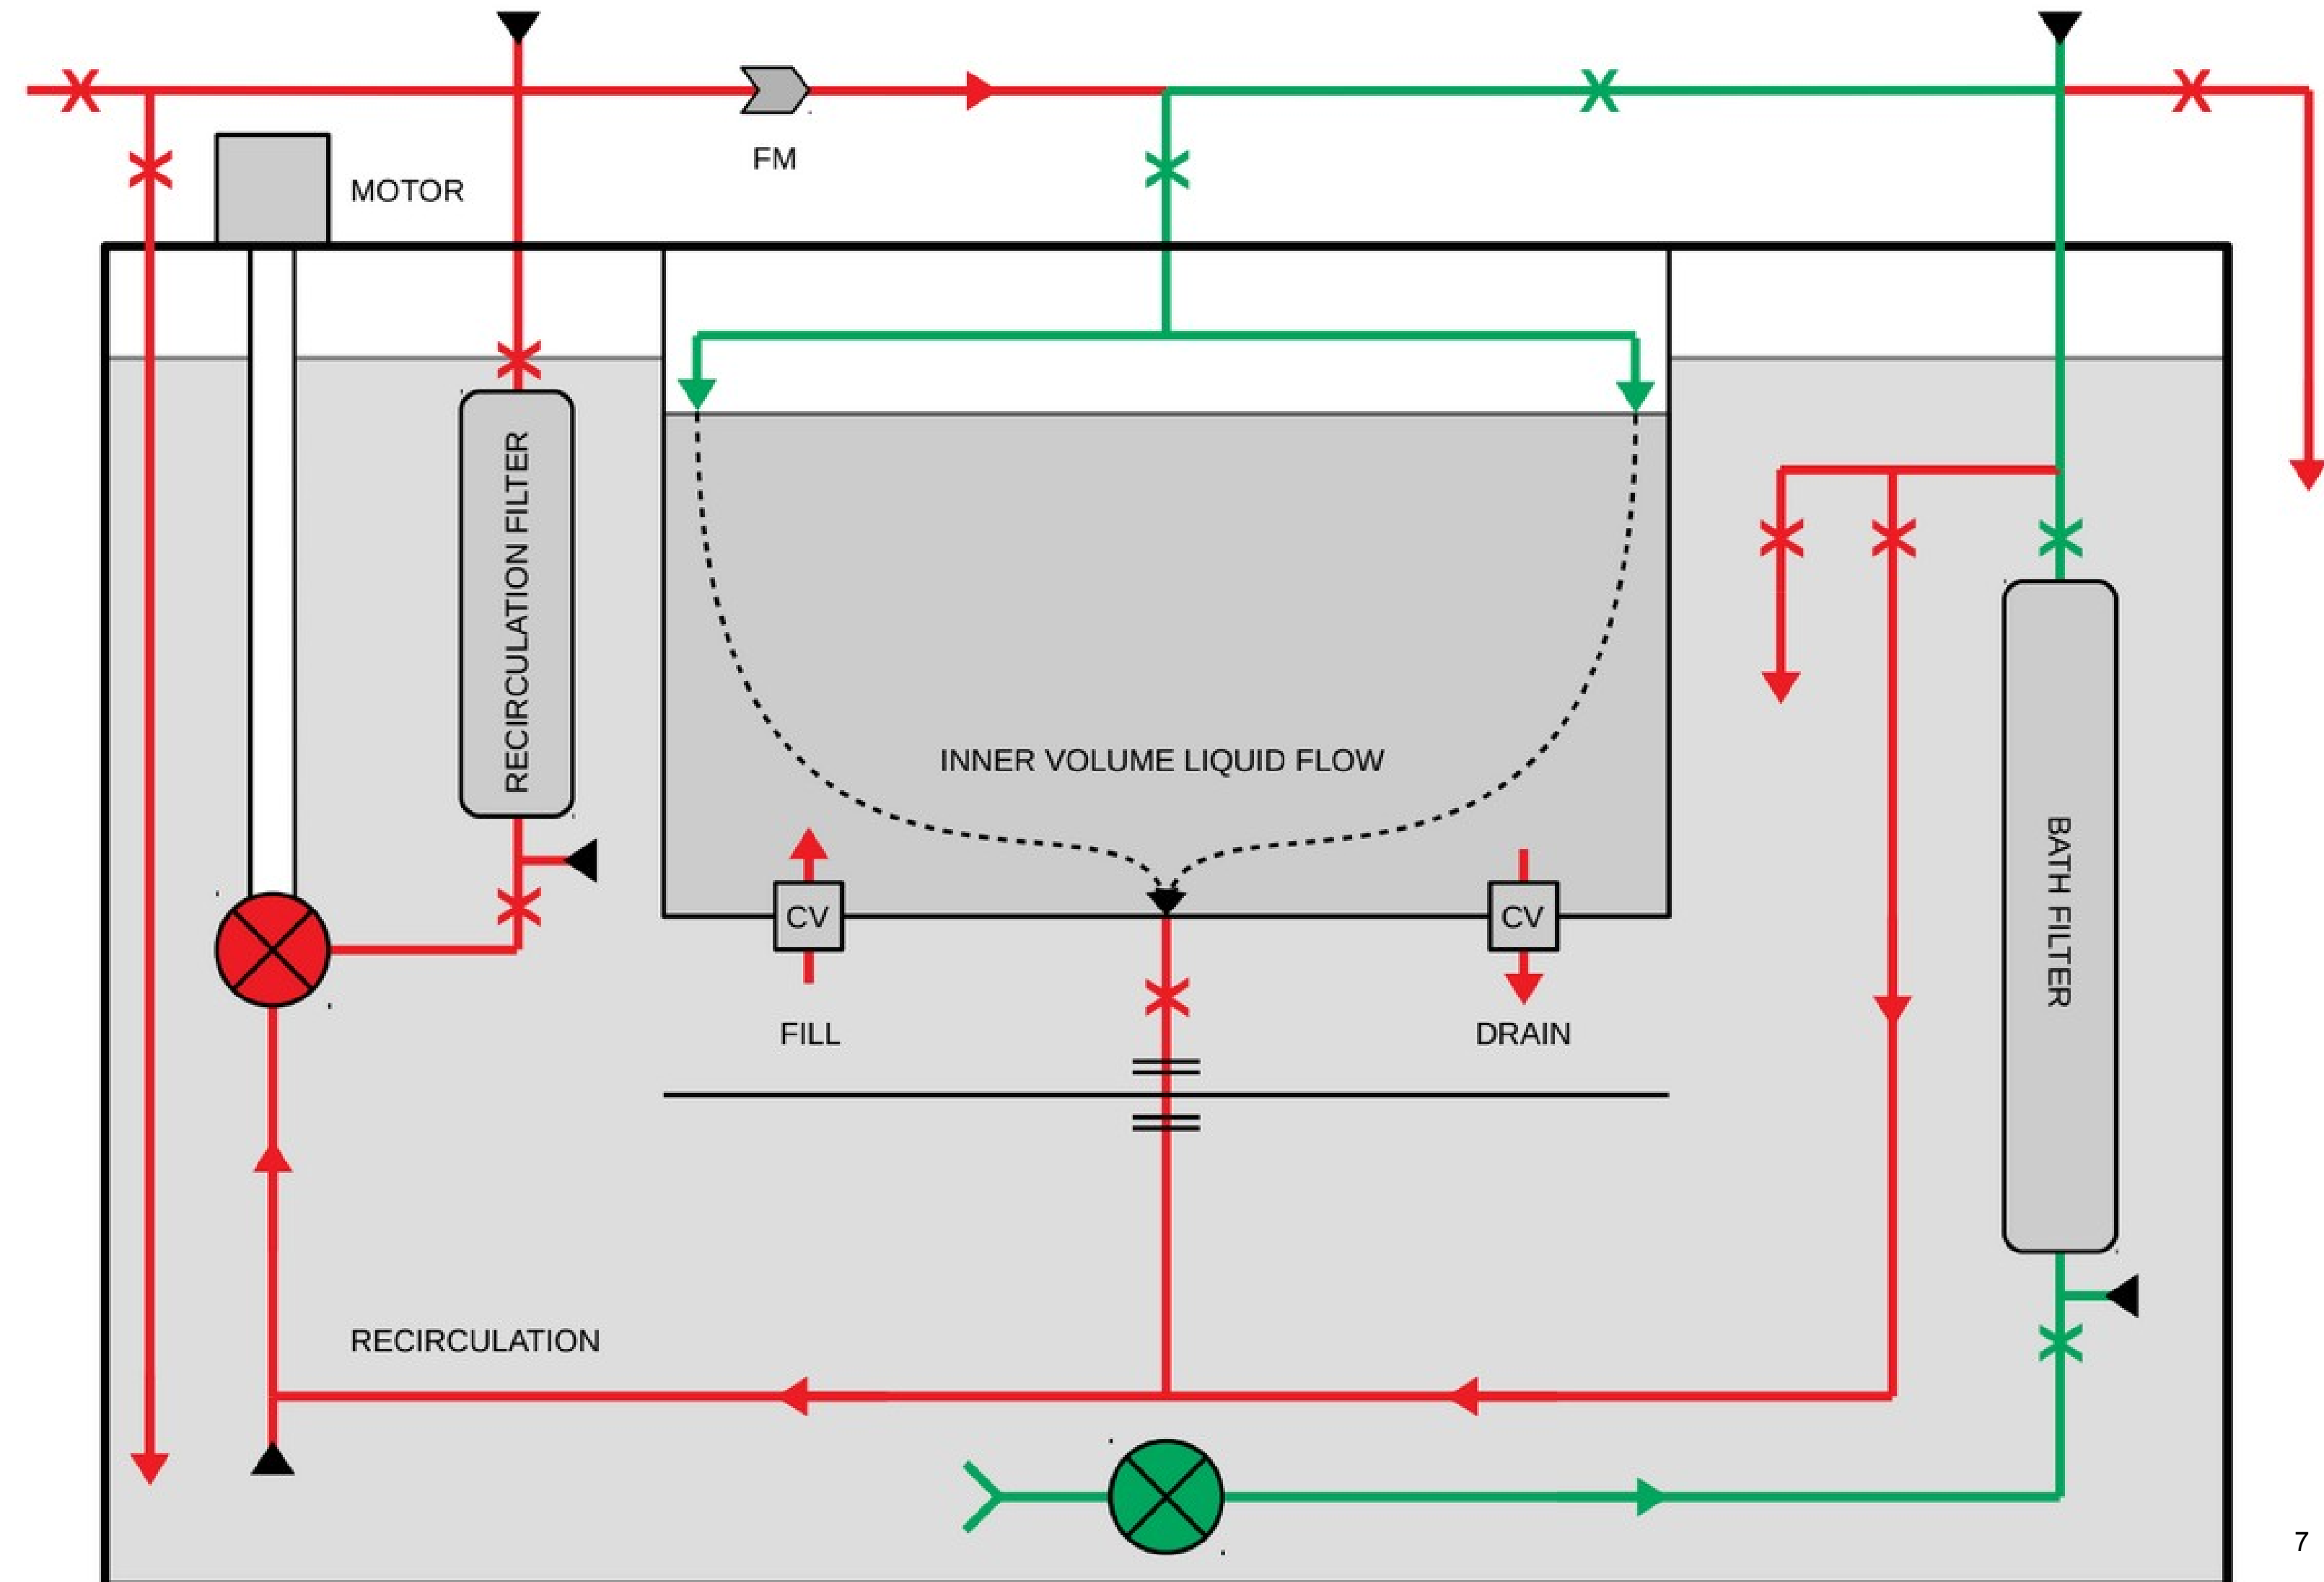 FM
MOTOR
RECIRCULATION FILTER
INNER VOLUME LIQUID FLOW
BATH FILTER
CV
CV
FILL
DRAIN
RECIRCULATION
7